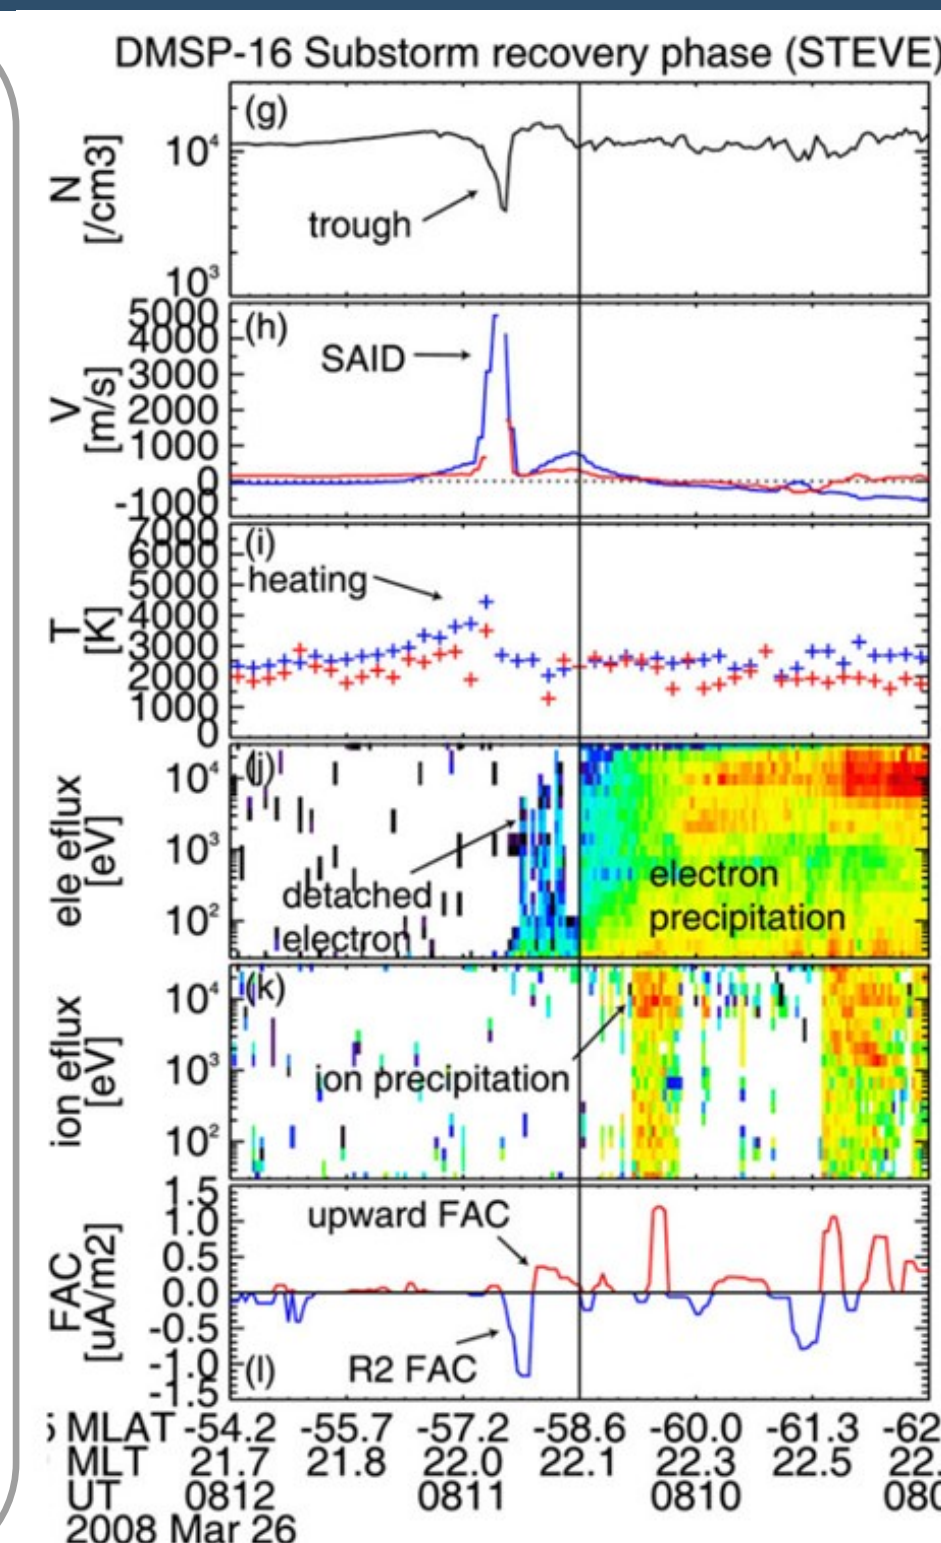 DMSP-16 Substorm recovery phase (STEVE)
(g)
N
[/cm3]
10⁴
10³
trough
(h)
V
[m/s]
5000
4000
3000
2000
1000
0
-1000
SAID
(i)
T
[K]
7000
6000
5000
4000
3000
2000
1000
0
heating
(j)
ele eflux
[eV]
10⁴
10³
10²
detached
electron
electron
precipitation
(k)
ion eflux
[eV]
10⁴
10³
10²
ion precipitation
FAC
[uA/m2]
1.5
1.0
0.5
0.0
-0.5
-1.0
-1.5
upward FAC
R2 FAC
(l)
MLAT -54.2 -55.7 -57.2 -58.6 -60.0 -61.3 -62
MLT 21.7 21.8 22.0 22.1 22.3 22.5 22.
UT 0812 0811 0810 080
2008 Mar 26